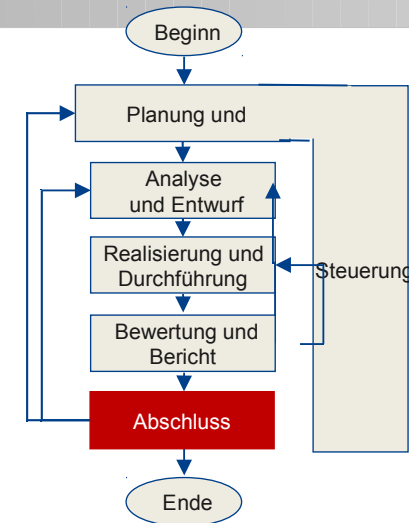 Beginn
Planung und
Analyse
und Entwurf
Realisierung und
Durchführung
Steuerung
Bewertung und
Bericht
Abschluss
Ende